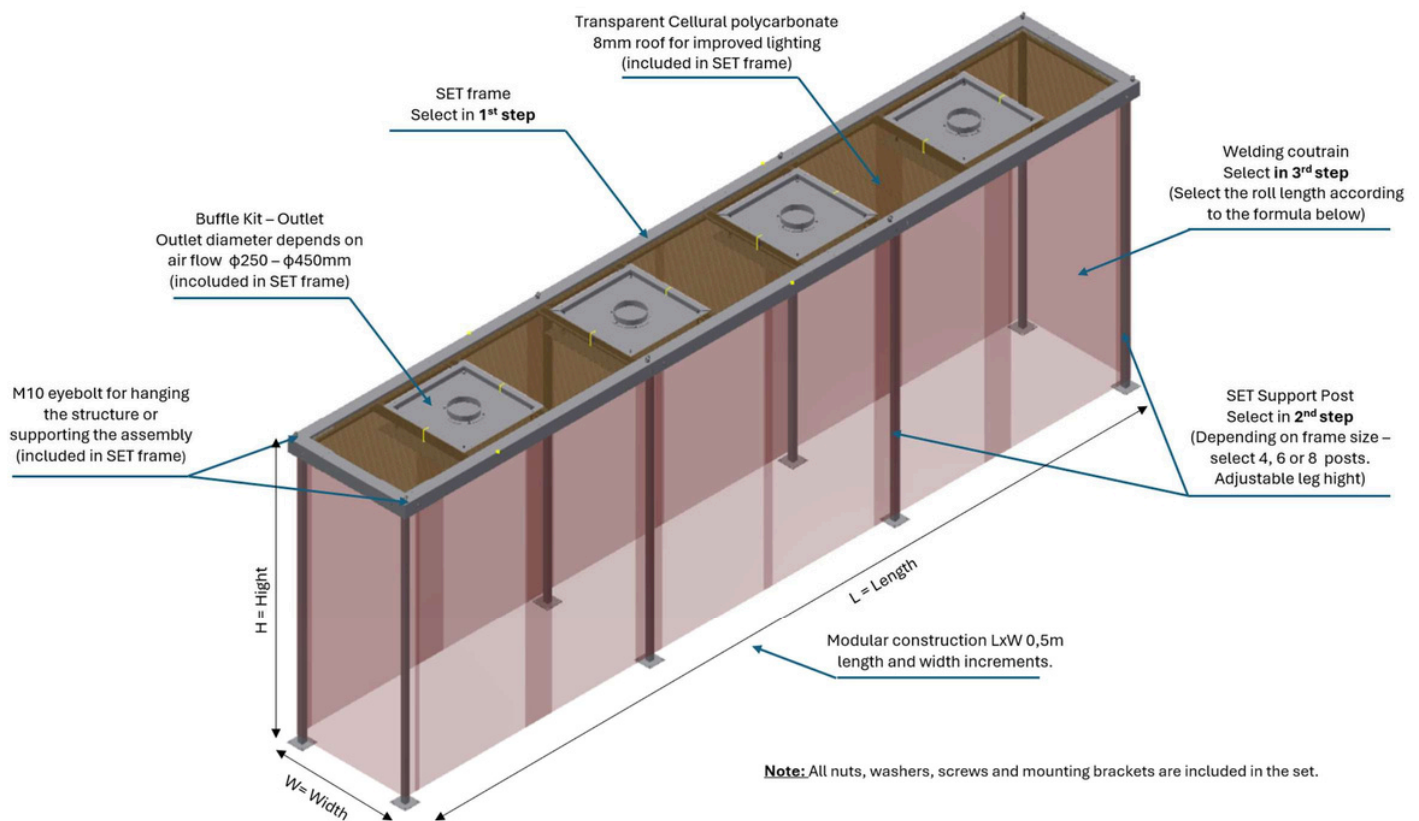 Transparent Cellural polycarbonate
8mm roof for improved lighting
(included in SET frame)
SET frame
Select in 1st step
Welding coutrain
Select in 3rd step
(Select the roll length according
to the formula below)
Buffle Kit – Outlet
Outlet diameter depends on
air flow ϕ250 – ϕ450mm
(incoluded in SET frame)
M10 eyebolt for hanging
the structure or
supporting the assembly
(included in SET frame)
SET Support Post
Select in 2nd step
(Depending on frame size –
select 4, 6 or 8 posts.
Adjustable leg hight)
H = Hight
L = Length
Modular construction LxW 0,5m
length and width increments.
W= Width
Note: All nuts, washers, screws and mounting brackets are included in the set.